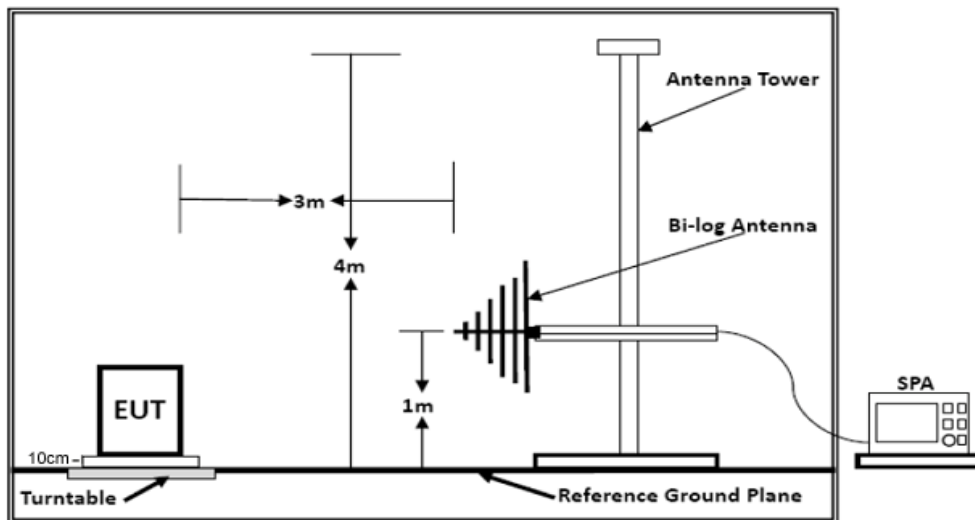 Antenna Tower
3m
Bi-log Antenna
4m
EUT
1m
SPA
10cm
Turntable
Reference Ground Plane